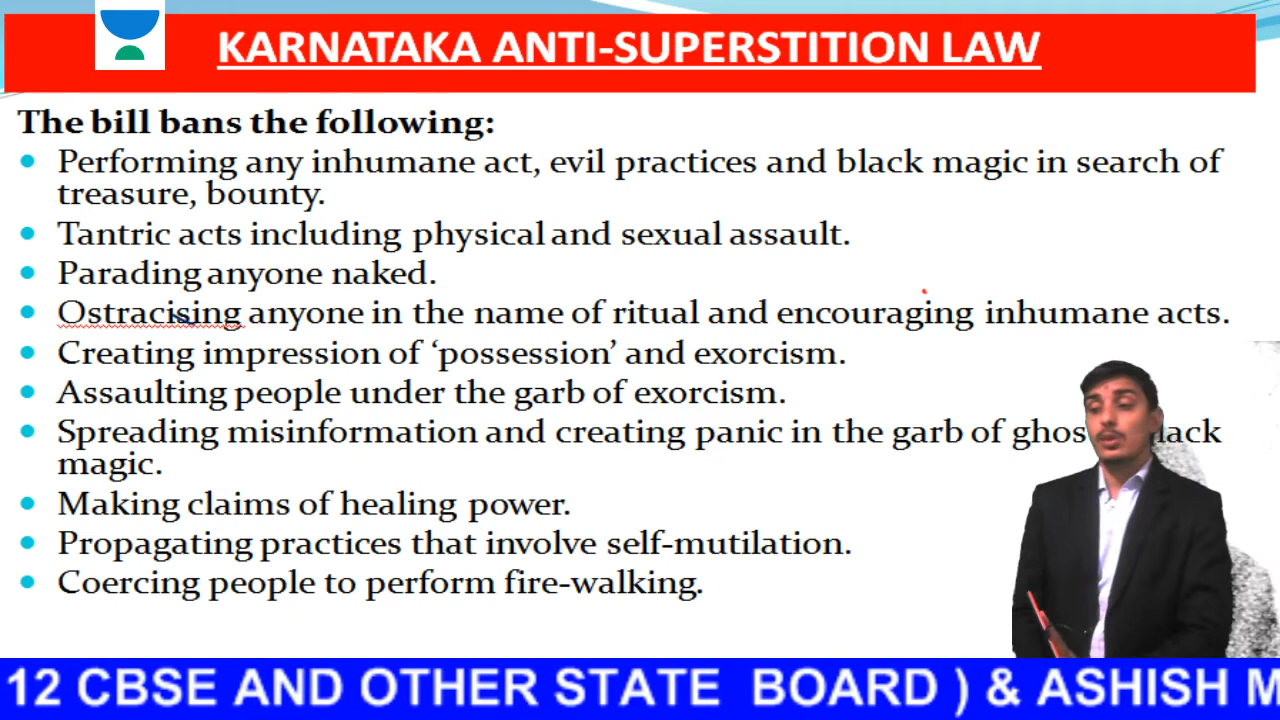 KARNATAKA ANTI-SUPERSTITION LAW
The bill bans the following:
Performing any inhumane act, evil practices and black magic in search of
treasure, bounty.
Tantric acts including physical and sexual assault.
Parading anyone naked.
Ostracising anyone in the name of ritual and encouraging inhumane acts.
Creating impression of ‘possession’ and exorcism.
Assaulting people under the garb of exorcism.
Spreading misinformation and creating panic in the garb of
magic.
Making claims of healing power.
Propagating practices that involve self-mutilation.
Coercing people to perform fire-walking.
12 CBSE AND OTHER STATE BOARD ) & ASHISH